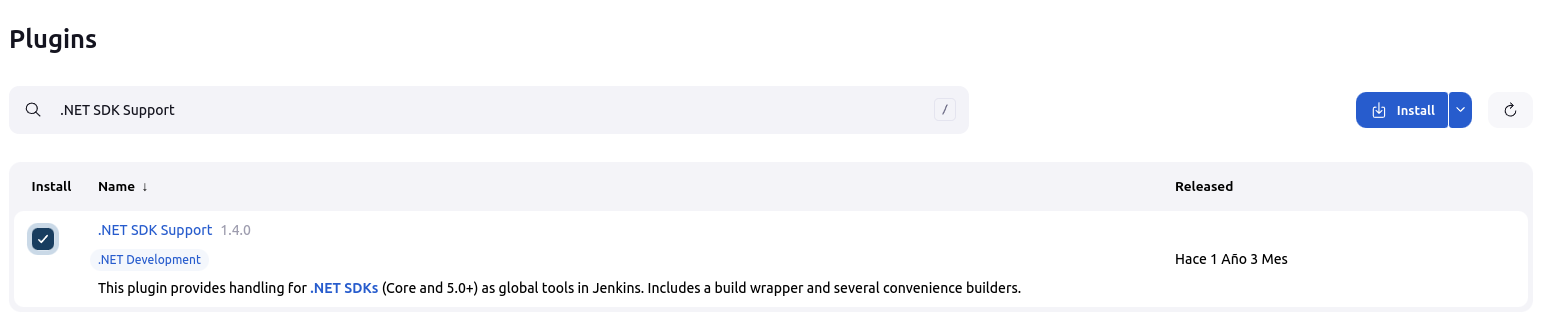 Plugins
.NET SDK Support
/
Install
Install Name ↓ Released
.NET SDK Support 1.4.0
.NET Development
Hace 1 Año 3 Mes
This plugin provides handling for .NET SDKs (Core and 5.0+) as global tools in Jenkins. Includes a build wrapper and several convenience builders.